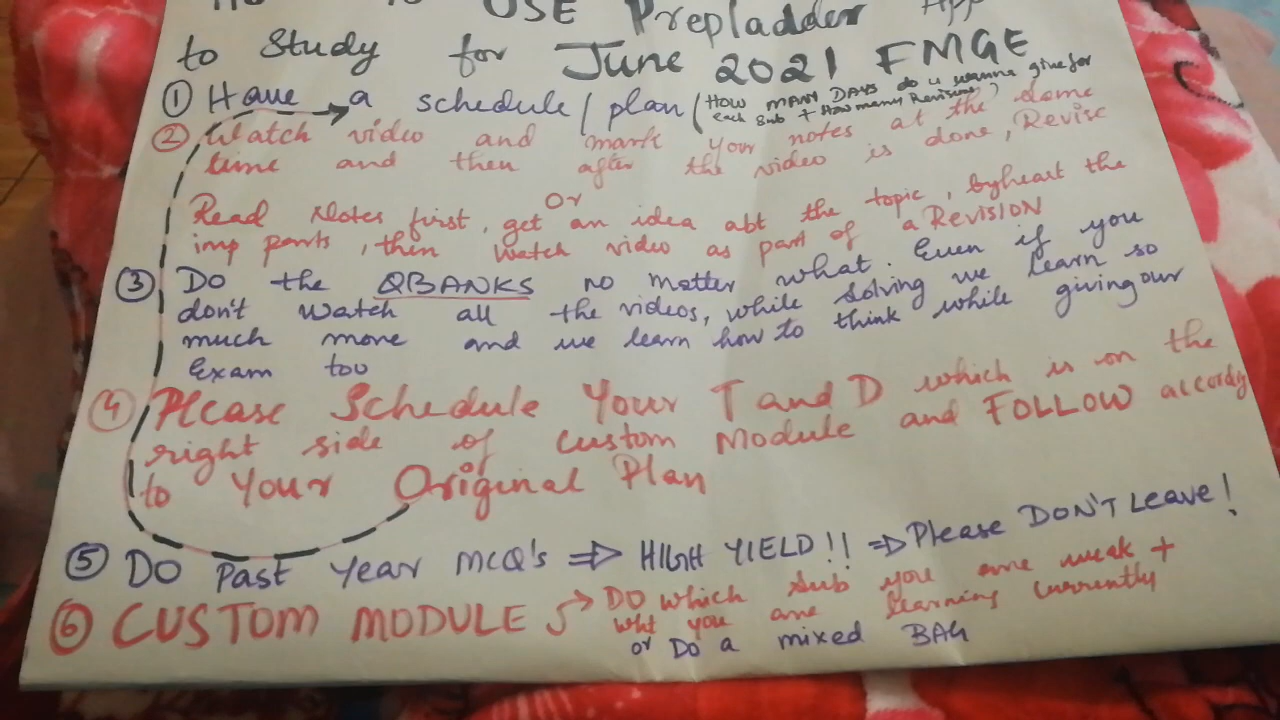 How to USE Prepladder App
to Study for June 2021 FMGE
① Have a schedule / plan (HOW MANY DAYS do u wanna give for
each Sub + How many Revisions)
② Watch video and mark your notes at the same
time and then after the video is done, Revise
Or
Read Notes first, get an idea abt the topic, byheart the
imp parts, then watch video as part of a REVISION
③ Do the QBANKS no matter what. Even if you
don't watch all the videos, while solving we learn so
much more and we learn how to think while giving our
Exam too
④ Please Schedule Your T and D which is on the
right side of custom Module and FOLLOW accordy
to Your Original Plan
⑤ DO Past Year MCQ's ⇒ HIGH YIELD!! ⇒ Please DON'T Leave!
⑥ CUSTOM MODULE → DO which sub you are weak +
wht you are learning currently
or Do a mixed BAG